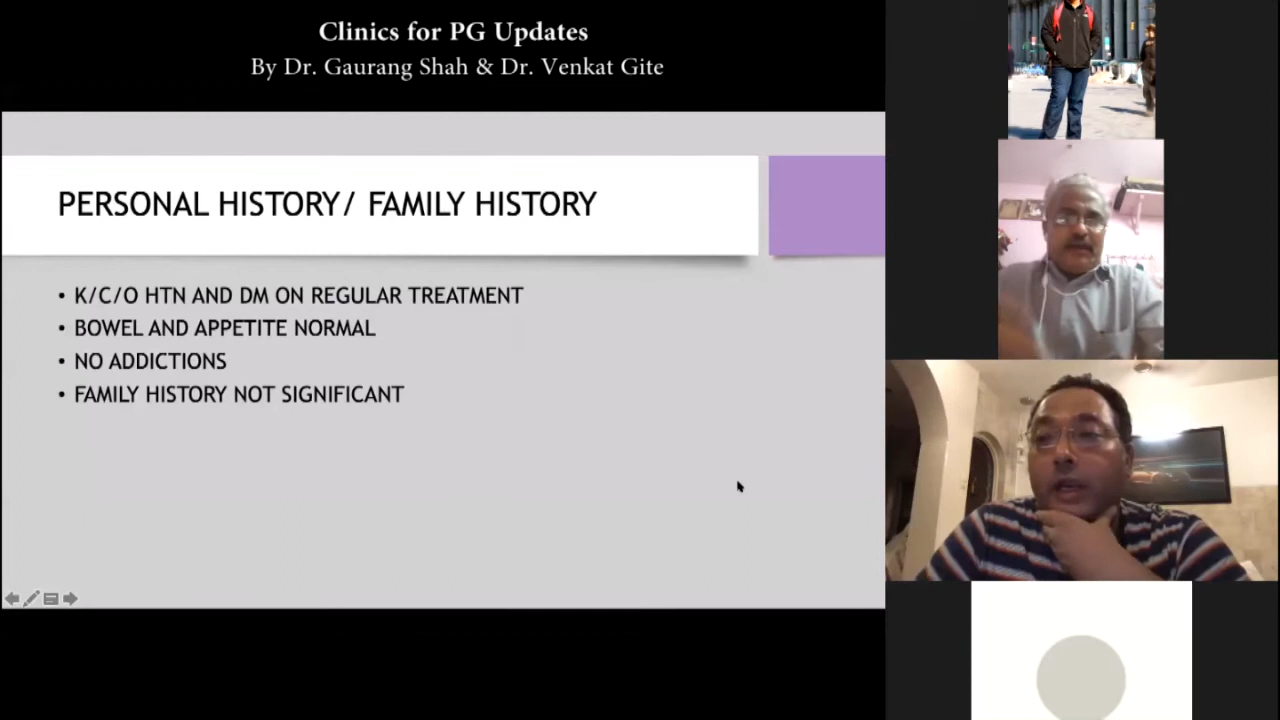 Clinics for PG Updates
By Dr. Gaurang Shah & Dr. Venkat Gite
PERSONAL HISTORY/ FAMILY HISTORY
• K/C/O HTN AND DM ON REGULAR TREATMENT
• BOWEL AND APPETITE NORMAL
• NO ADDICTIONS
• FAMILY HISTORY NOT SIGNIFICANT